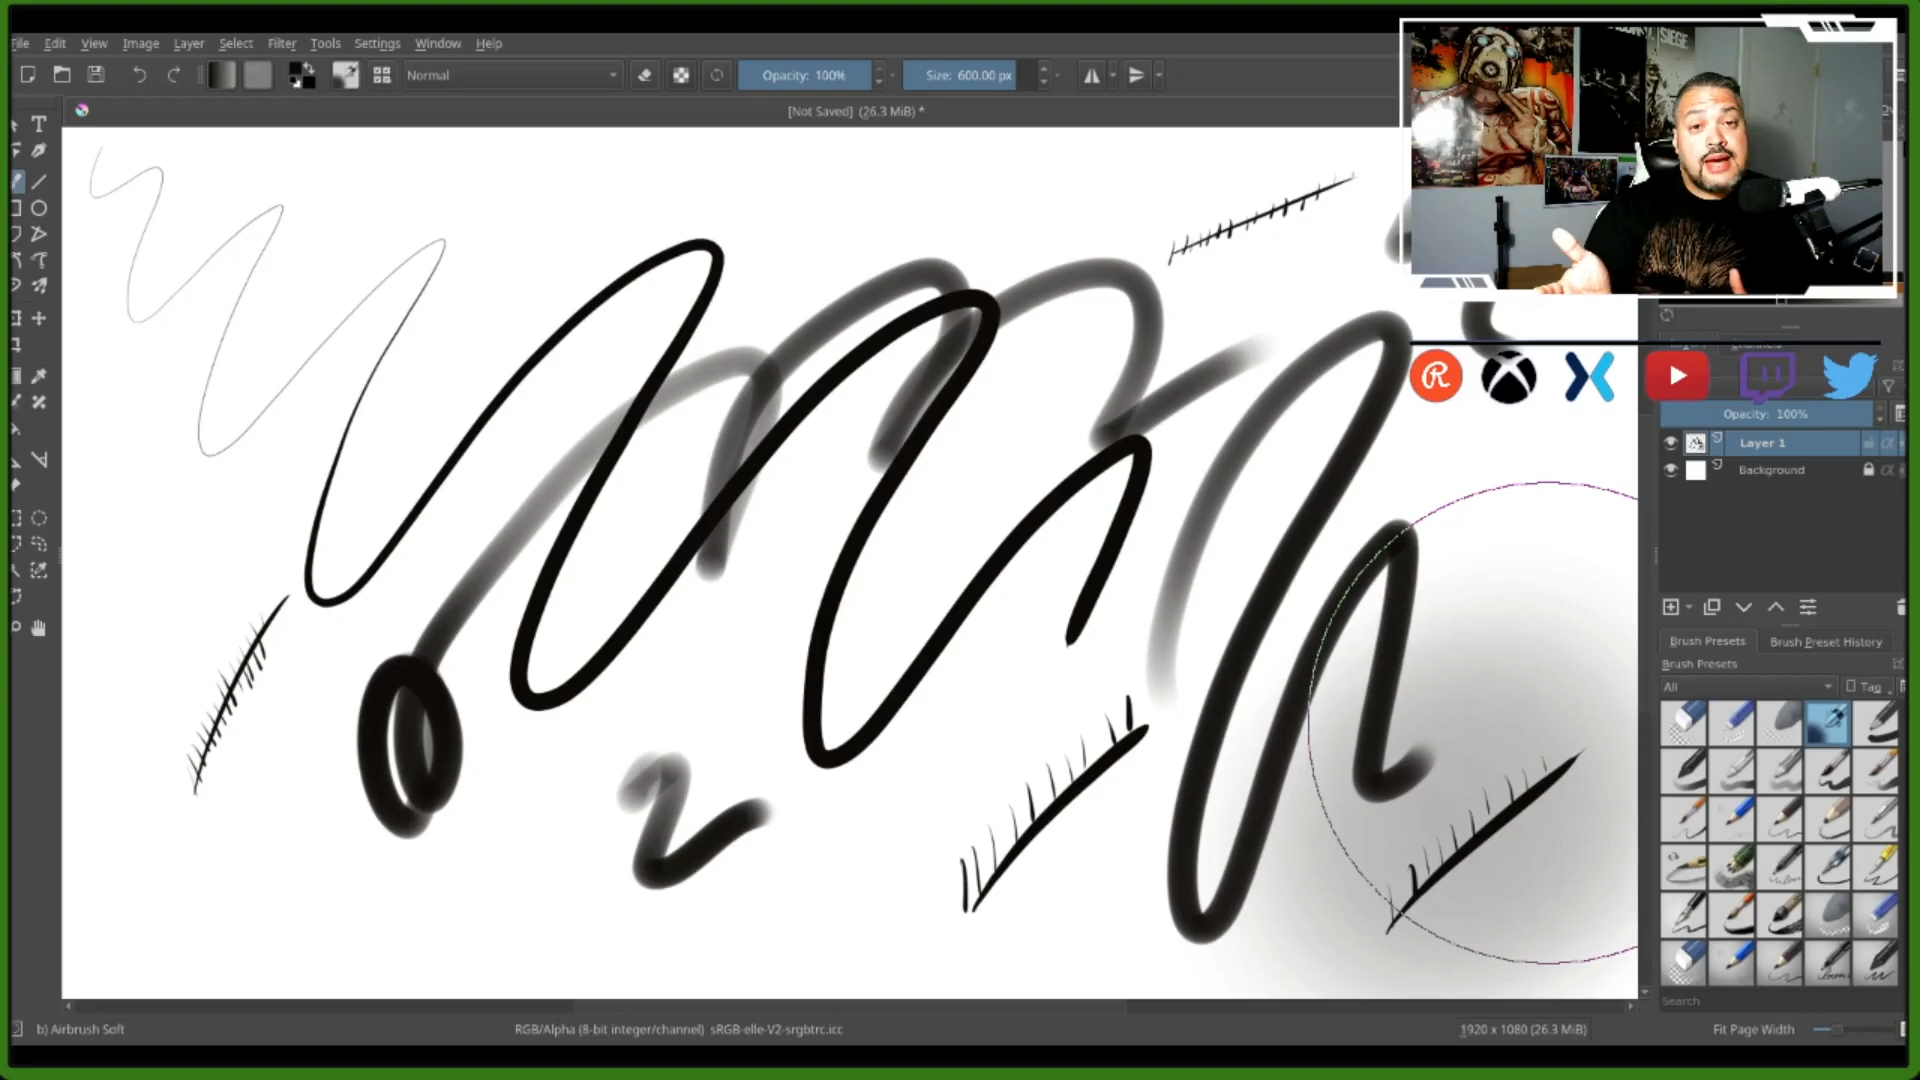 File Edit View Image Layer Select Filter Tools Settings Window Help
SIEGE
Normal
Opacity: 100%
Size: 600.00 px
[Not Saved] (26.3 MiB) *
Opacity: 100%
Layer 1
Background
Brush Presets
Brush Preset History
Brush Presets
All
Tag
Search
b) Airbrush Soft
RGB/Alpha (8-bit integer/channel) sRGB-elle-V2-srgbtrc.icc
1920 x 1080 (26.3 MiB)
Fit Page Width